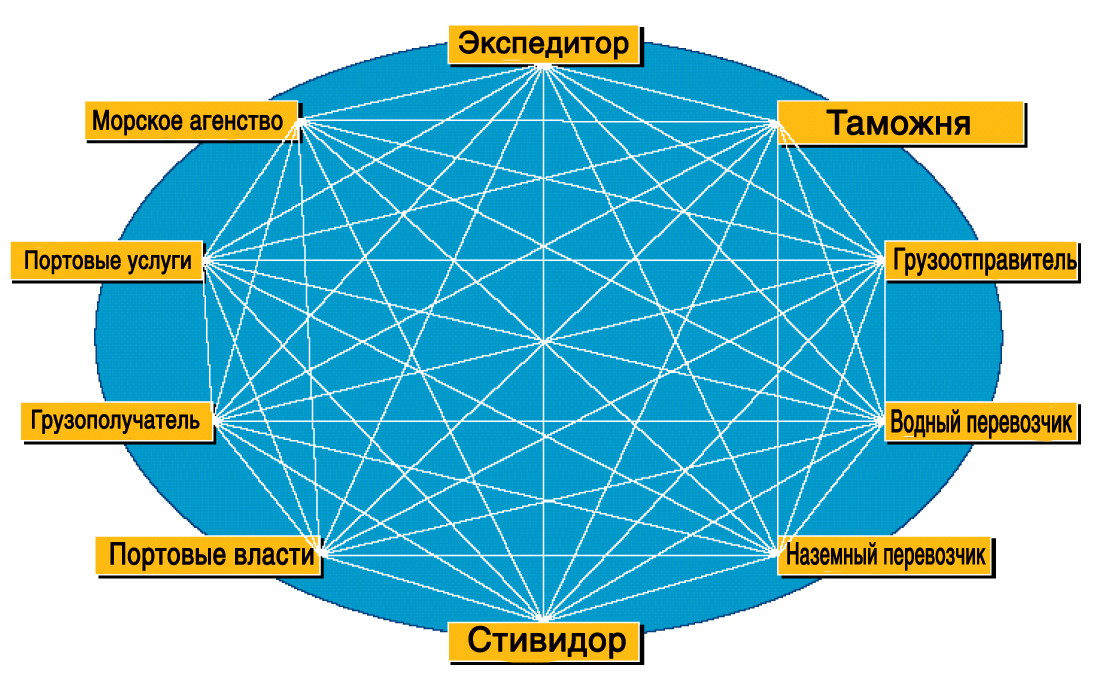 Экспедитор
Морское агенство
Таможня
Портовые услуги
Грузоотправитель
Грузополучатель
Водный перевозчик
Портовые власти
Наземный перевозчик
Стивидор